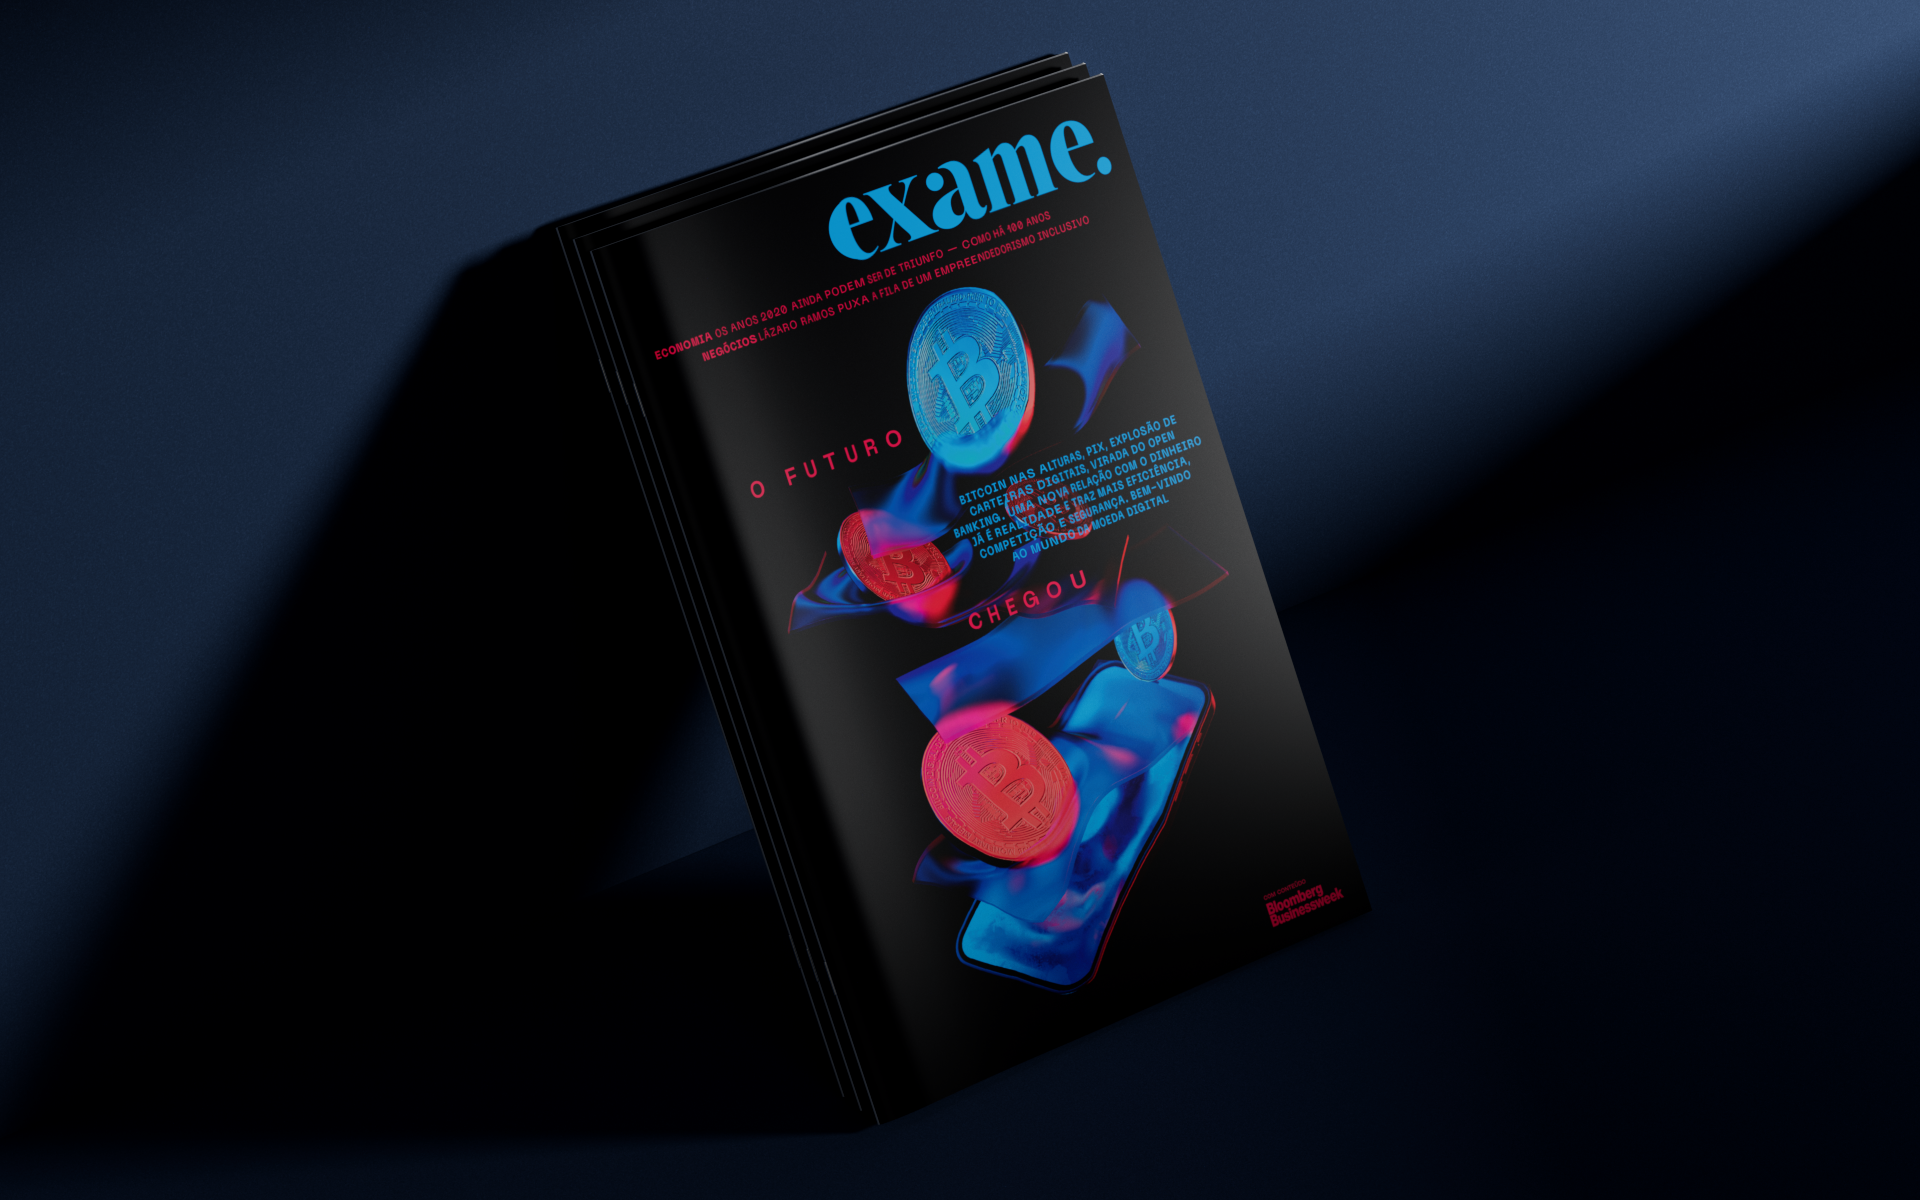 exame.
ECONOMIA OS ANOS 2020 AINDA PODEM SER DE TRIUNFO — COMO HÁ 100 ANOS
NEGÓCIOS LÁZARO RAMOS PUXA A FILA DE UM EMPREENDEDORISMO INCLUSIVO
O FUTURO
BITCOIN NAS ALTURAS, PIX, EXPLOSÃO DE
CARTEIRAS DIGITAIS, VIRADA DO OPEN
BANKING. UMA NOVA RELAÇÃO COM O DINHEIRO
JÁ É REALIDADE E TRAZ MAIS EFICIÊNCIA,
COMPETIÇÃO E SEGURANÇA. BEM-VINDO
AO MUNDO DA MOEDA DIGITAL
CHEGOU
COM CONTEÚDO
Bloomberg
Businessweek